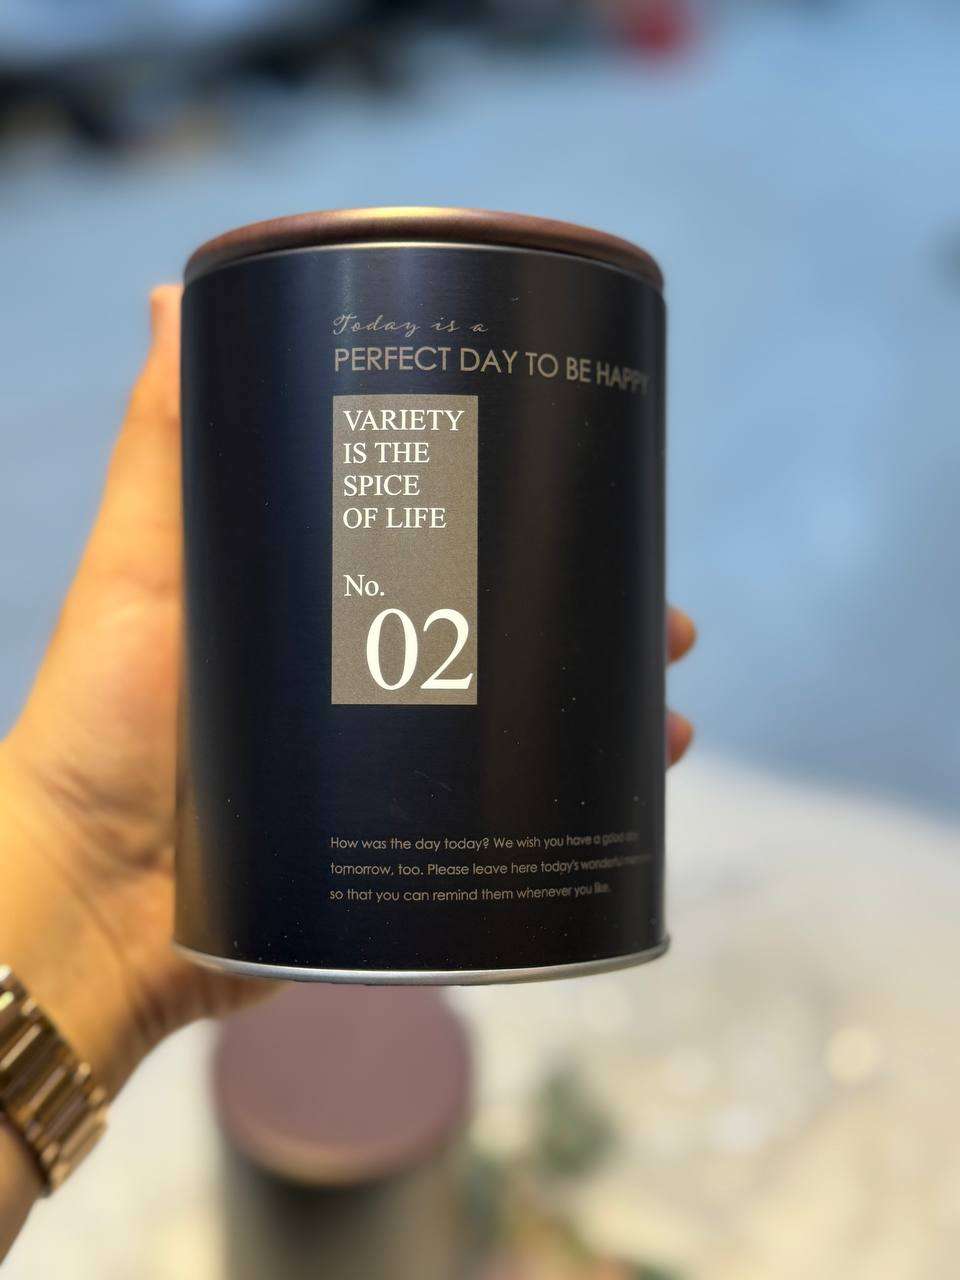 Today is a
PERFECT DAY TO BE HAPPY
VARIETY
IS THE
SPICE
OF LIFE
No.
02
How was the day today? We wish you have a good
tomorrow, too. Please leave here today's wonderful
so that you can remind them whenever you like.